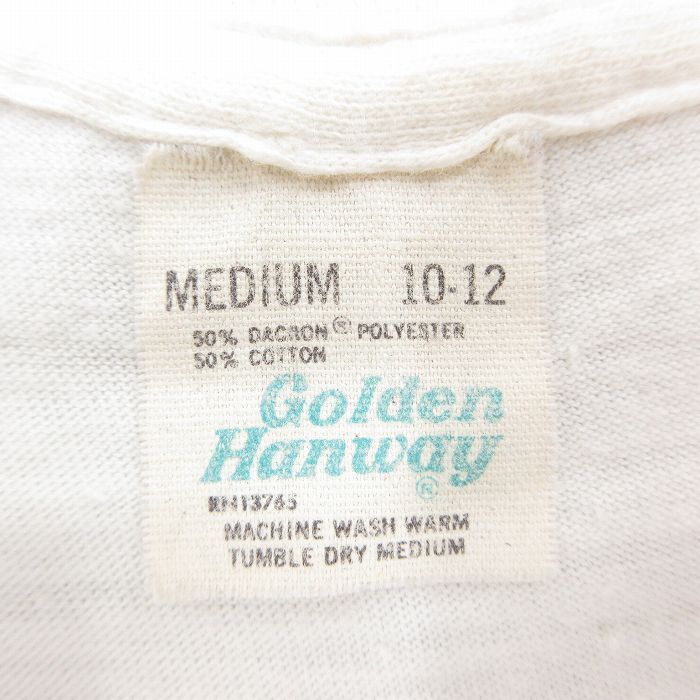 MEDIUM 10-12
50% DACRON® POLYESTER
50% COTTON
Golden
Hanway®
RN13765
MACHINE WASH WARM
TUMBLE DRY MEDIUM